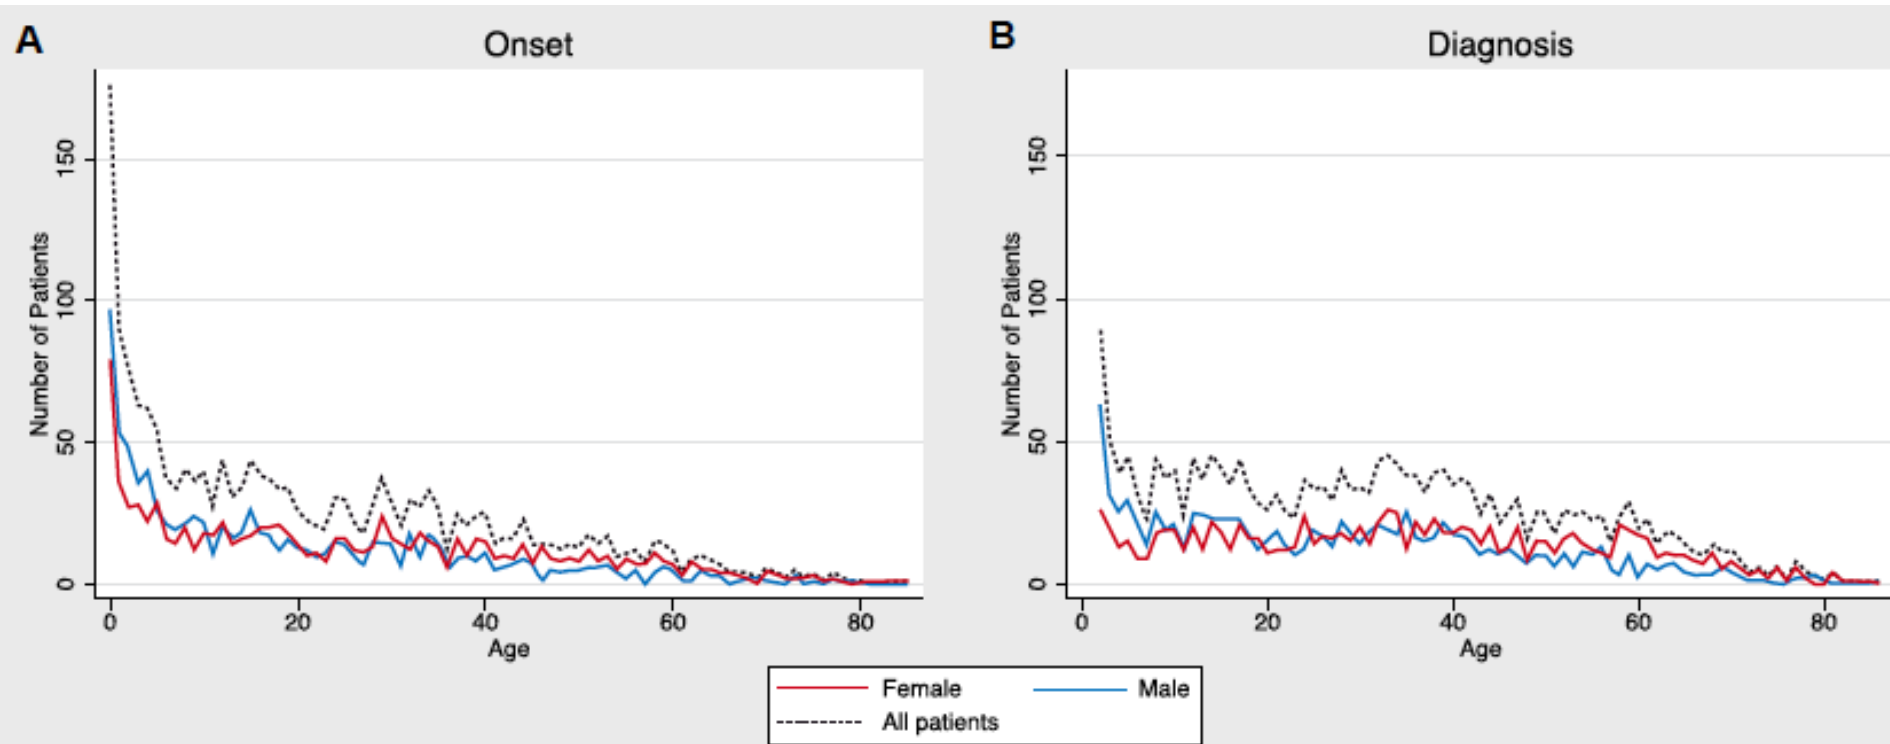 A
Onset
Number of Patients
150
100
50
0
0 20 40 60 80
Age
B
Diagnosis
Number of Patients
150
100
50
0
0 20 40 60 80
Age
Female
Male
All patients